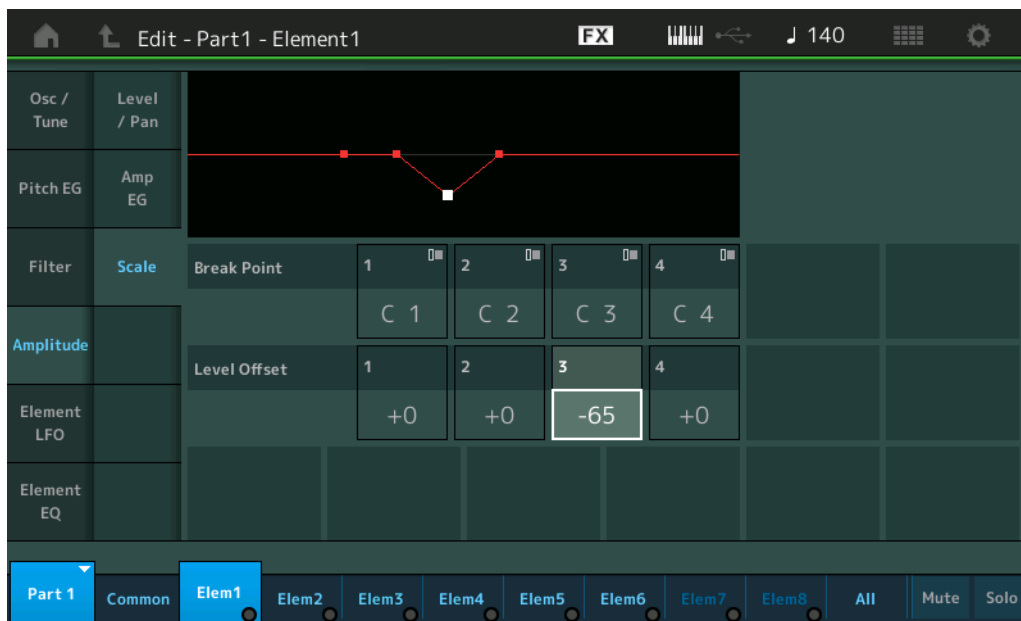 Edit - Part1 - Element1 FX ♩ 140
Osc /
Tune
Level
/ Pan
Pitch EG
Amp
EG
Filter
Scale
Break Point 1 2 3 4
C 1 C 2 C 3 C 4
Amplitude
Level Offset 1 2 3 4
+0 +0 -65 +0
Element
LFO
Element
EQ
Part 1 Common Elem1 Elem2 Elem3 Elem4 Elem5 Elem6 Elem7 Elem8 All Mute Solo